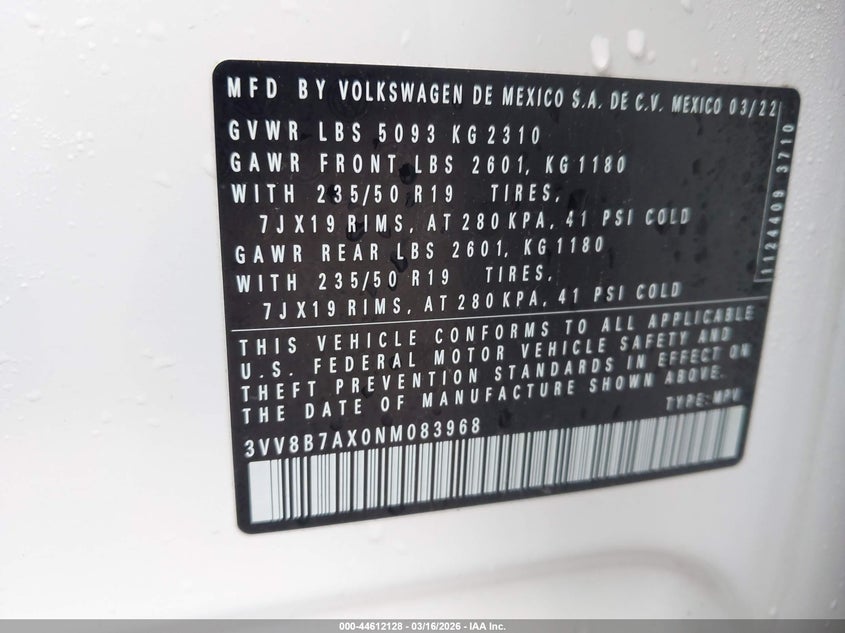 MFD BY VOLKSWAGEN DE MEXICO S.A. DE C.V. MEXICO 03/22
GVWR LBS 5093 KG 2310
GAWR FRONT LBS 2601, KG 1180
WITH 235/50 R19 TIRES,
7JX19 RIMS, AT 280 KPA, 41 PSI COLD
GAWR REAR LBS 2601, KG 1180
WITH 235/50 R19 TIRES,
7JX19 RIMS, AT 280 KPA, 41 PSI COLD
1124409 3710
THIS VEHICLE CONFORMS TO ALL APPLICABLE
U.S. FEDERAL MOTOR VEHICLE SAFETY AND
THEFT PREVENTION STANDARDS IN EFFECT ON
THE DATE OF MANUFACTURE SHOWN ABOVE.
TYPE: MPV
3VV8B7AX0NM083968
000-44612128 - 03/16/2026 - IAA Inc.